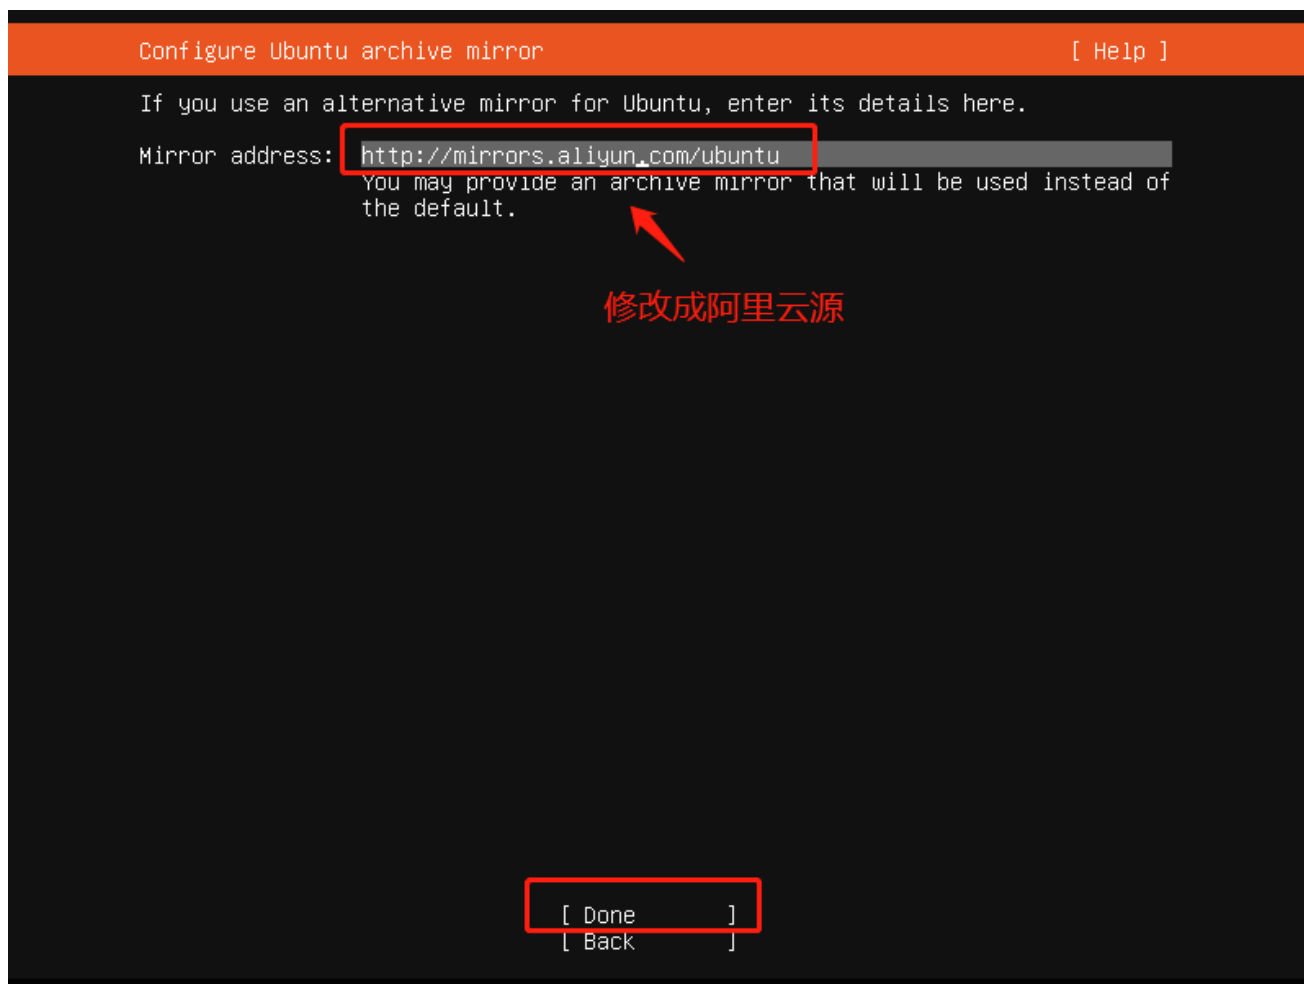 Configure Ubuntu archive mirror [ Help ]
If you use an alternative mirror for Ubuntu, enter its details here.
Mirror address: http://mirrors.aliyun.com/ubuntu
You may provide an archive mirror that will be used instead of
the default.
修改成阿里云源
[ Done ]
[ Back ]